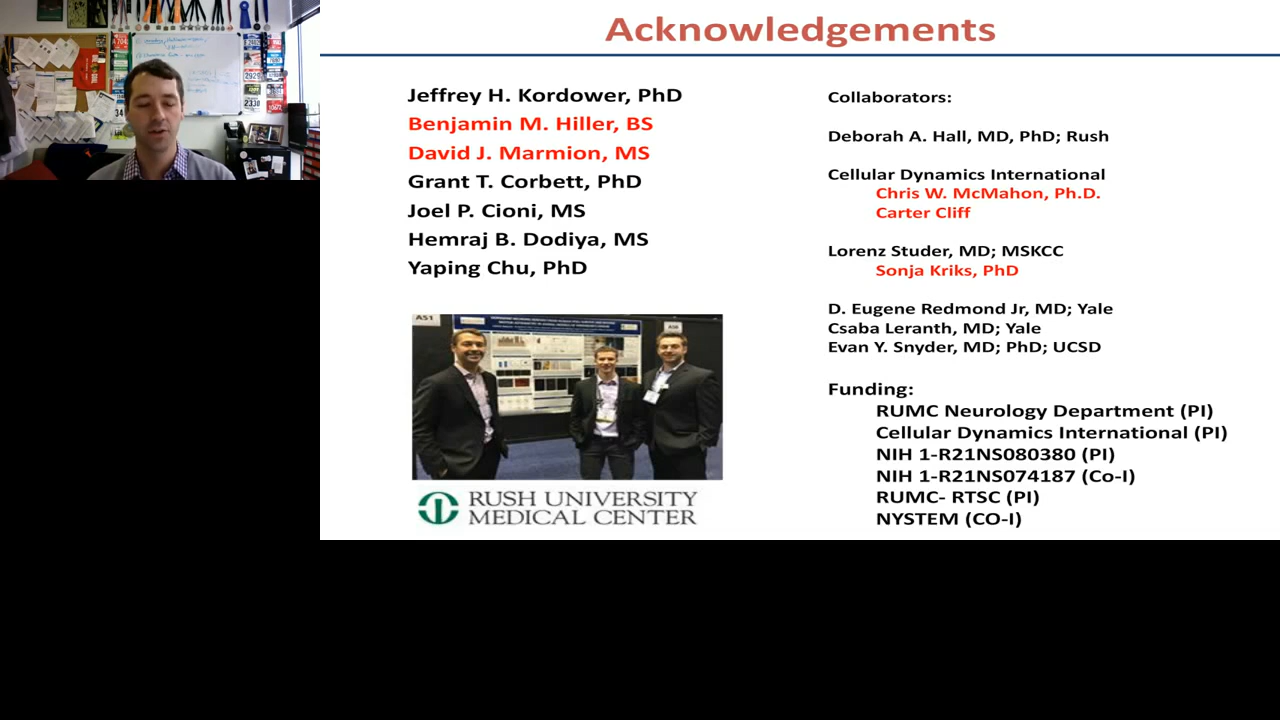 Acknowledgements
Jeffrey H. Kordower, PhD
Benjamin M. Hiller, BS
David J. Marmion, MS
Grant T. Corbett, PhD
Joel P. Cioni, MS
Hemraj B. Dodiya, MS
Yaping Chu, PhD
A51
RUSH UNIVERSITY
MEDICAL CENTER
Collaborators:
Deborah A. Hall, MD, PhD; Rush
Cellular Dynamics International
Chris W. McMahon, Ph.D.
Carter Cliff
Lorenz Studer, MD; MSKCC
Sonja Kriks, PhD
D. Eugene Redmond Jr, MD; Yale
Csaba Leranth, MD; Yale
Evan Y. Snyder, MD; PhD; UCSD
Funding:
RUMC Neurology Department (PI)
Cellular Dynamics International (PI)
NIH 1-R21NS080380 (PI)
NIH 1-R21NS074187 (Co-I)
RUMC- RTSC (PI)
NYSTEM (CO-I)